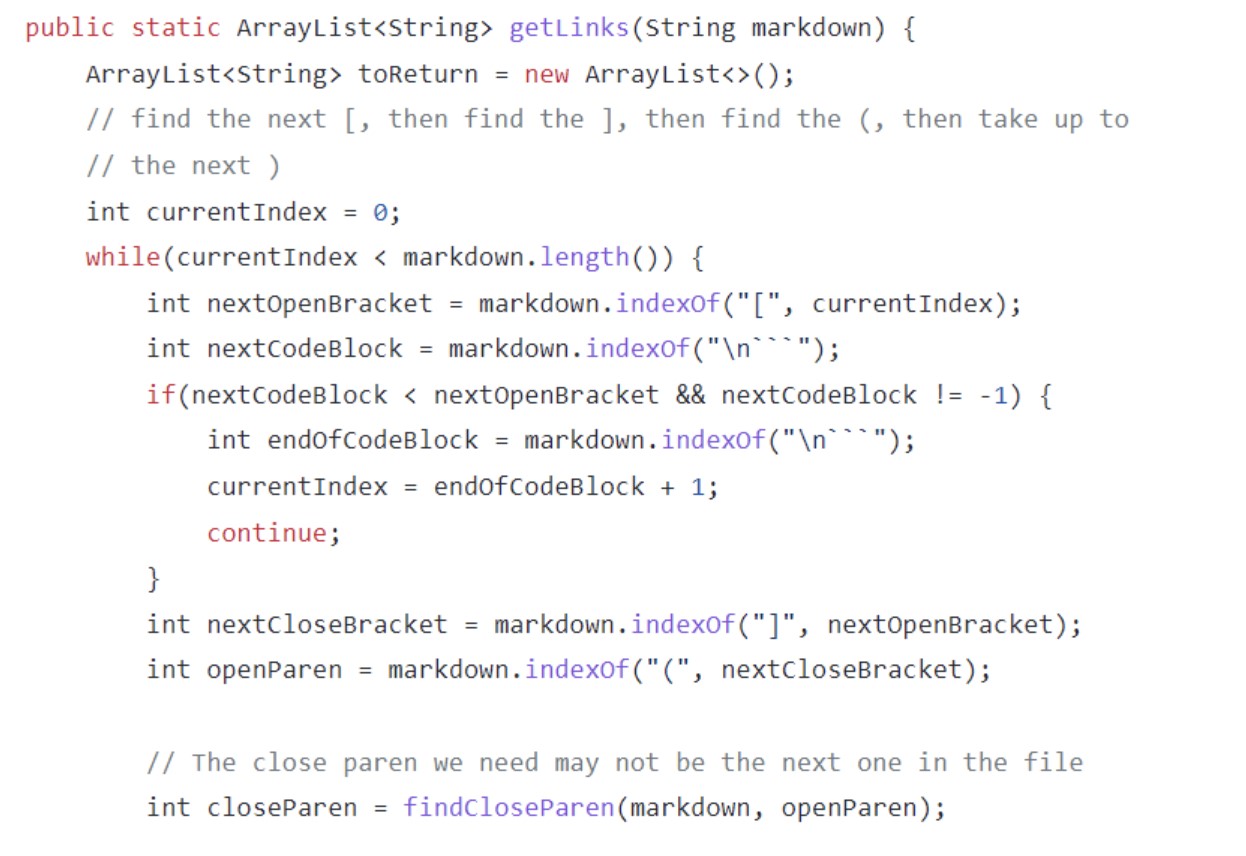 public static ArrayList<String> getLinks(String markdown) {
    ArrayList<String> toReturn = new ArrayList<>();
    // find the next [, then find the ], then find the (, then take up to
    // the next )
    int currentIndex = 0;
    while(currentIndex < markdown.length()) {
        int nextOpenBracket = markdown.indexOf("[", currentIndex);
        int nextCodeBlock = markdown.indexOf("\n```");
        if(nextCodeBlock < nextOpenBracket && nextCodeBlock != -1) {
            int endOfCodeBlock = markdown.indexOf("\n```");
            currentIndex = endOfCodeBlock + 1;
            continue;
        }
        int nextCloseBracket = markdown.indexOf("]", nextOpenBracket);
        int openParen = markdown.indexOf("(", nextCloseBracket);

        // The close paren we need may not be the next one in the file
        int closeParen = findCloseParen(markdown, openParen);